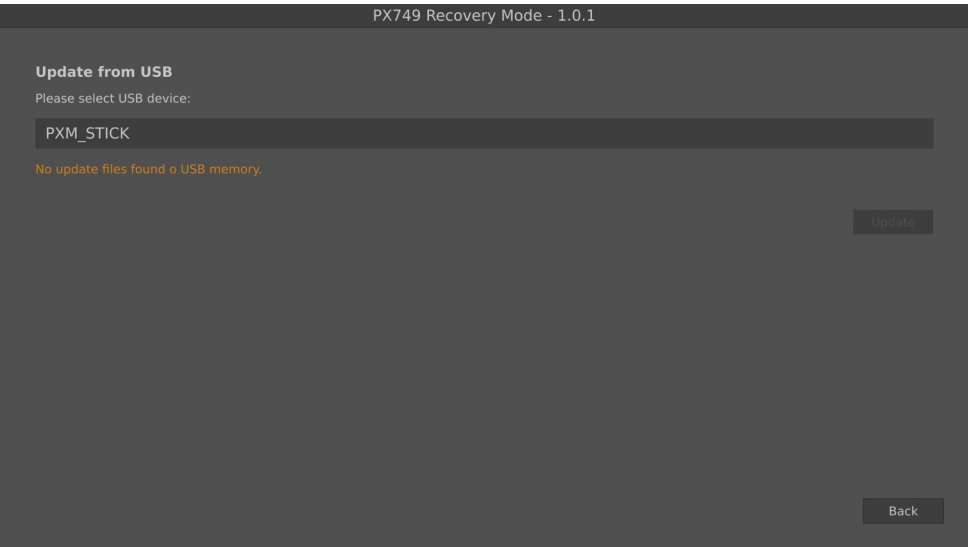 PX749 Recovery Mode - 1.0.1
Update from USB
Please select USB device:
PXM_STICK
No update files found o USB memory.
Update
Back